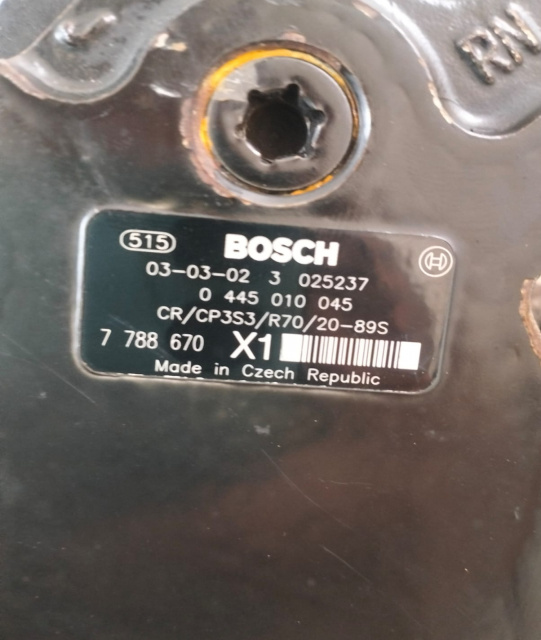 RN
515 BOSCH
03-03-02 3 025237
0 445 010 045
CR/CP3S3/R70/20-89S
7 788 670 X1
Made in Czech Republic